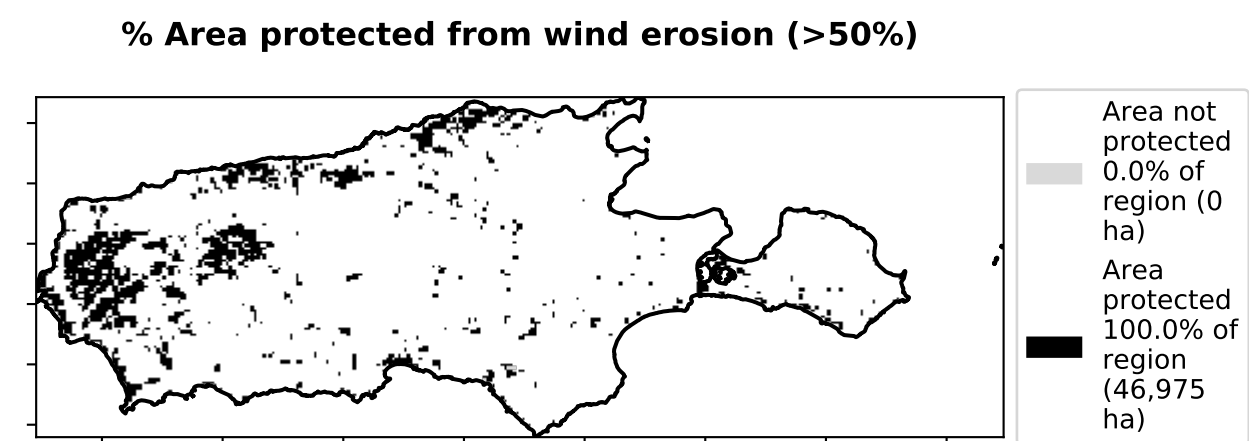 % Area protected from wind erosion (>50%)
Area not
protected
0.0% of
region (0
ha)
Area
protected
100.0% of
region
(46,975
ha)